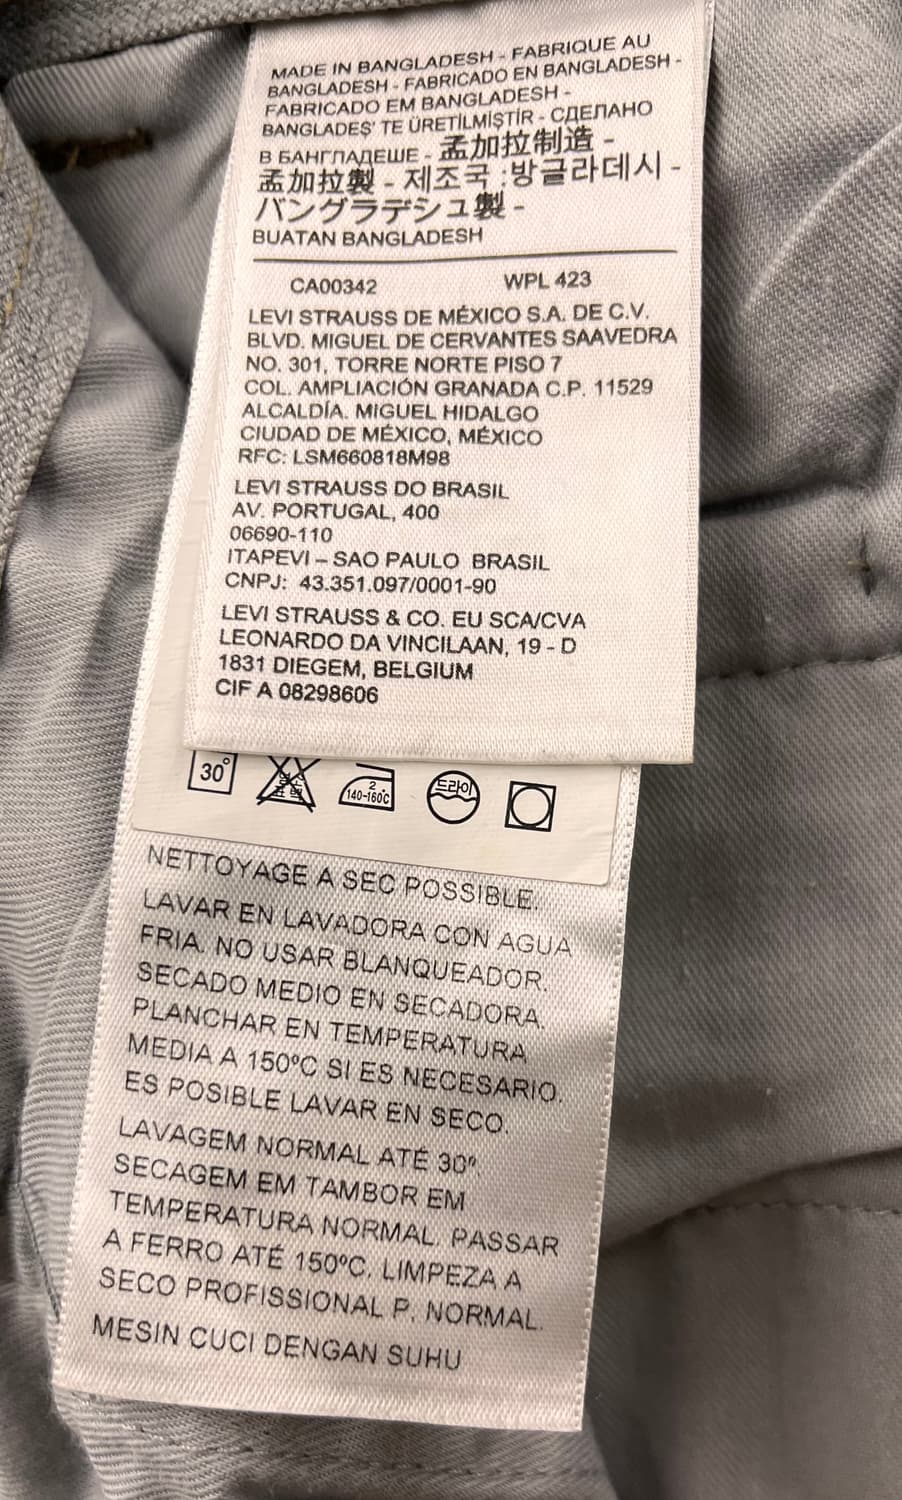 MADE IN BANGLADESH - FABRIQUE AU
BANGLADESH - FABRICADO EN BANGLADESH -
FABRICADO EM BANGLADESH -
BANGLADEŞ' TE ÜRETİLMİŞTİR - СДЕЛАНО
В БАНГЛАДЕШЕ - 孟加拉制造 -
孟加拉製 - 제조국 : 방글라데시 -
バングラデシュ製 -
BUATAN BANGLADESH
CA00342 WPL 423
LEVI STRAUSS DE MÉXICO S.A. DE C.V.
BLVD. MIGUEL DE CERVANTES SAAVEDRA
NO. 301, TORRE NORTE PISO 7
COL. AMPLIACIÓN GRANADA C.P. 11529
ALCALDÍA. MIGUEL HIDALGO
CIUDAD DE MÉXICO, MÉXICO
RFC: LSM660818M98
LEVI STRAUSS DO BRASIL
AV. PORTUGAL, 400
06690-110
ITAPEVI – SAO PAULO BRASIL
CNPJ: 43.351.097/0001-90
LEVI STRAUSS & CO. EU SCA/CVA
LEONARDO DA VINCILAAN, 19 - D
1831 DIEGEM, BELGIUM
CIF A 08298606
30° 2 140-160°C 드라이
NETTOYAGE A SEC POSSIBLE.
LAVAR EN LAVADORA CON AGUA
FRIA. NO USAR BLANQUEADOR.
SECADO MEDIO EN SECADORA.
PLANCHAR EN TEMPERATURA
MEDIA A 150ºC SI ES NECESARIO.
ES POSIBLE LAVAR EN SECO.
LAVAGEM NORMAL ATÉ 30º.
SECAGEM EM TAMBOR EM
TEMPERATURA NORMAL. PASSAR
A FERRO ATÉ 150ºC. LIMPEZA A
SECO PROFISSIONAL P. NORMAL.
MESIN CUCI DENGAN SUHU